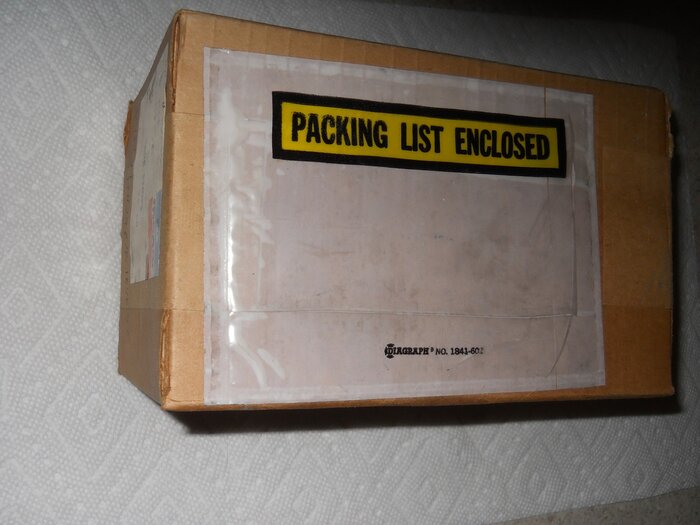 PACKING LIST ENCLOSED
DIAGRAPH® NO. 1841-602